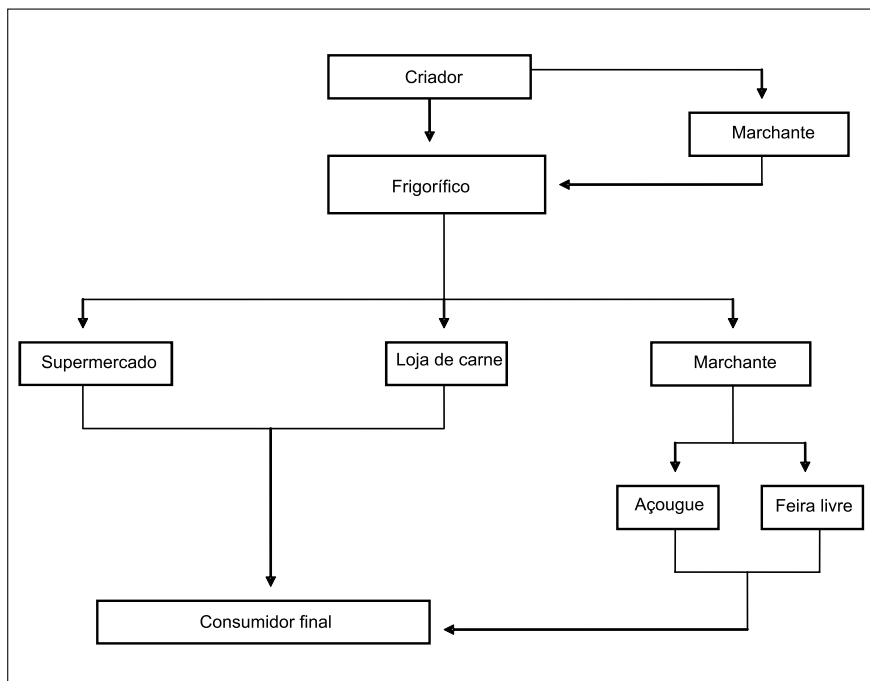 Criador
Marchante
Frigorífico
Supermercado
Loja de carne
Marchante
Açougue
Feira livre
Consumidor final